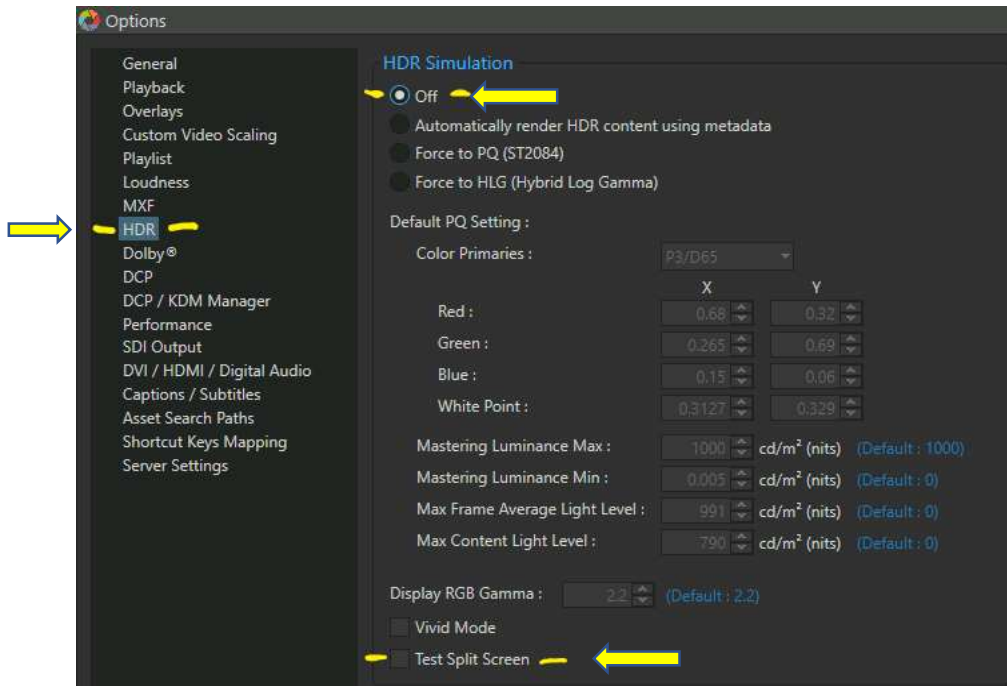 Options
General
Playback
Overlays
Custom Video Scaling
Playlist
Loudness
MXF
HDR
Dolby®
DCP
DCP / KDM Manager
Performance
SDI Output
DVI / HDMI / Digital Audio
Captions / Subtitles
Asset Search Paths
Shortcut Keys Mapping
Server Settings
HDR Simulation
Off
Automatically render HDR content using metadata
Force to PQ (ST2084)
Force to HLG (Hybrid Log Gamma)
Default PQ Setting :
Color Primaries : P3/D65
X Y
Red : 0.68 0.32
Green : 0.265 0.69
Blue : 0.15 0.06
White Point : 0.3127 0.329
Mastering Luminance Max : 1000 cd/m² (nits) (Default : 1000)
Mastering Luminance Min : 0.005 cd/m² (nits) (Default : 0)
Max Frame Average Light Level : 991 cd/m² (nits) (Default : 0)
Max Content Light Level : 790 cd/m² (nits) (Default : 0)
Display RGB Gamma : 2.2 (Default : 2.2)
Vivid Mode
Test Split Screen